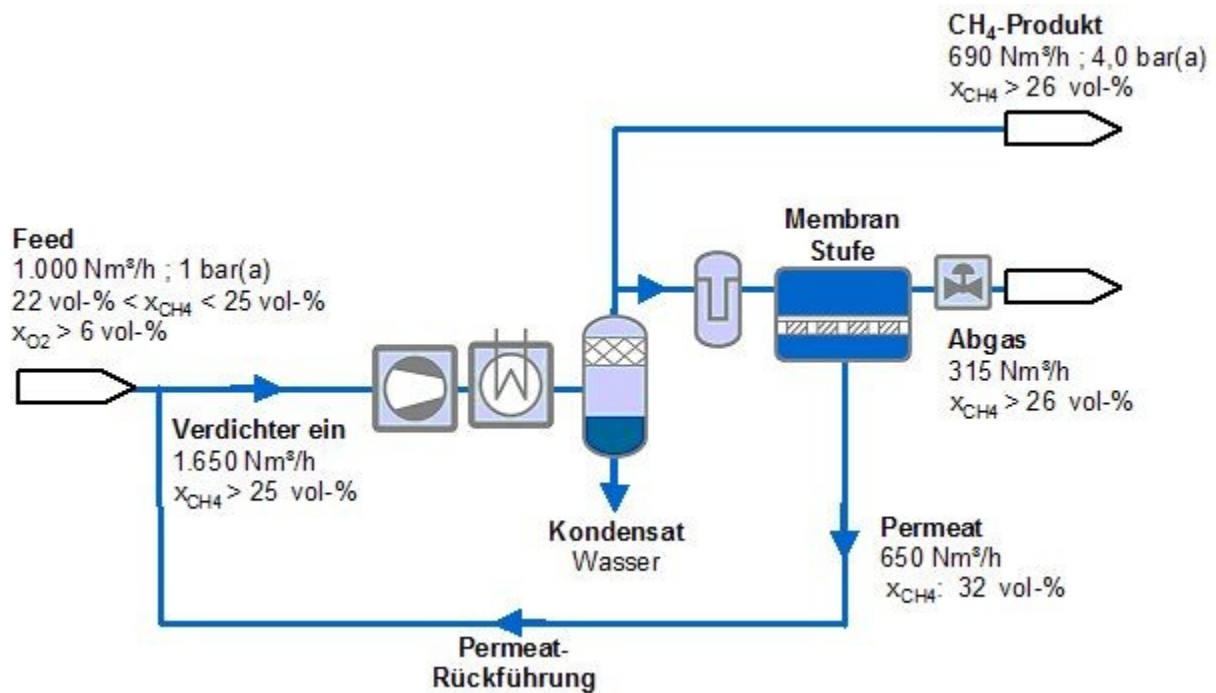 CH₄-Produkt
690 Nm³/h ; 4,0 bar(a)
x_CH4 > 26 vol-%
Membran
Stufe
Feed
1.000 Nm³/h ; 1 bar(a)
22 vol-% < x_CH4 < 25 vol-%
x_O2 > 6 vol-%
Abgas
315 Nm³/h
x_CH4 > 26 vol-%
Verdichter ein
1.650 Nm³/h
x_CH4 > 25 vol-%
Kondensat
Wasser
Permeat
650 Nm³/h
x_CH4: 32 vol-%
Permeat-
Rückführung